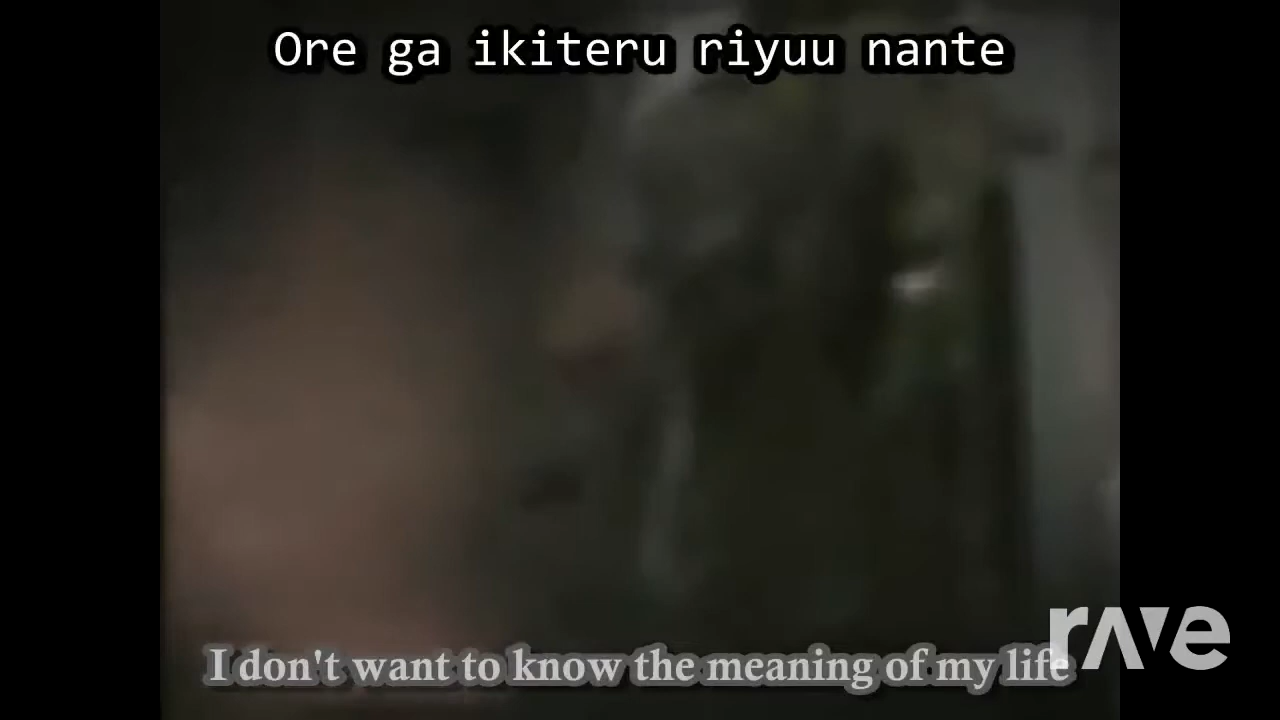 Ore ga ikiteru riyuu nante
I don't want to know the meaning of my life
rave